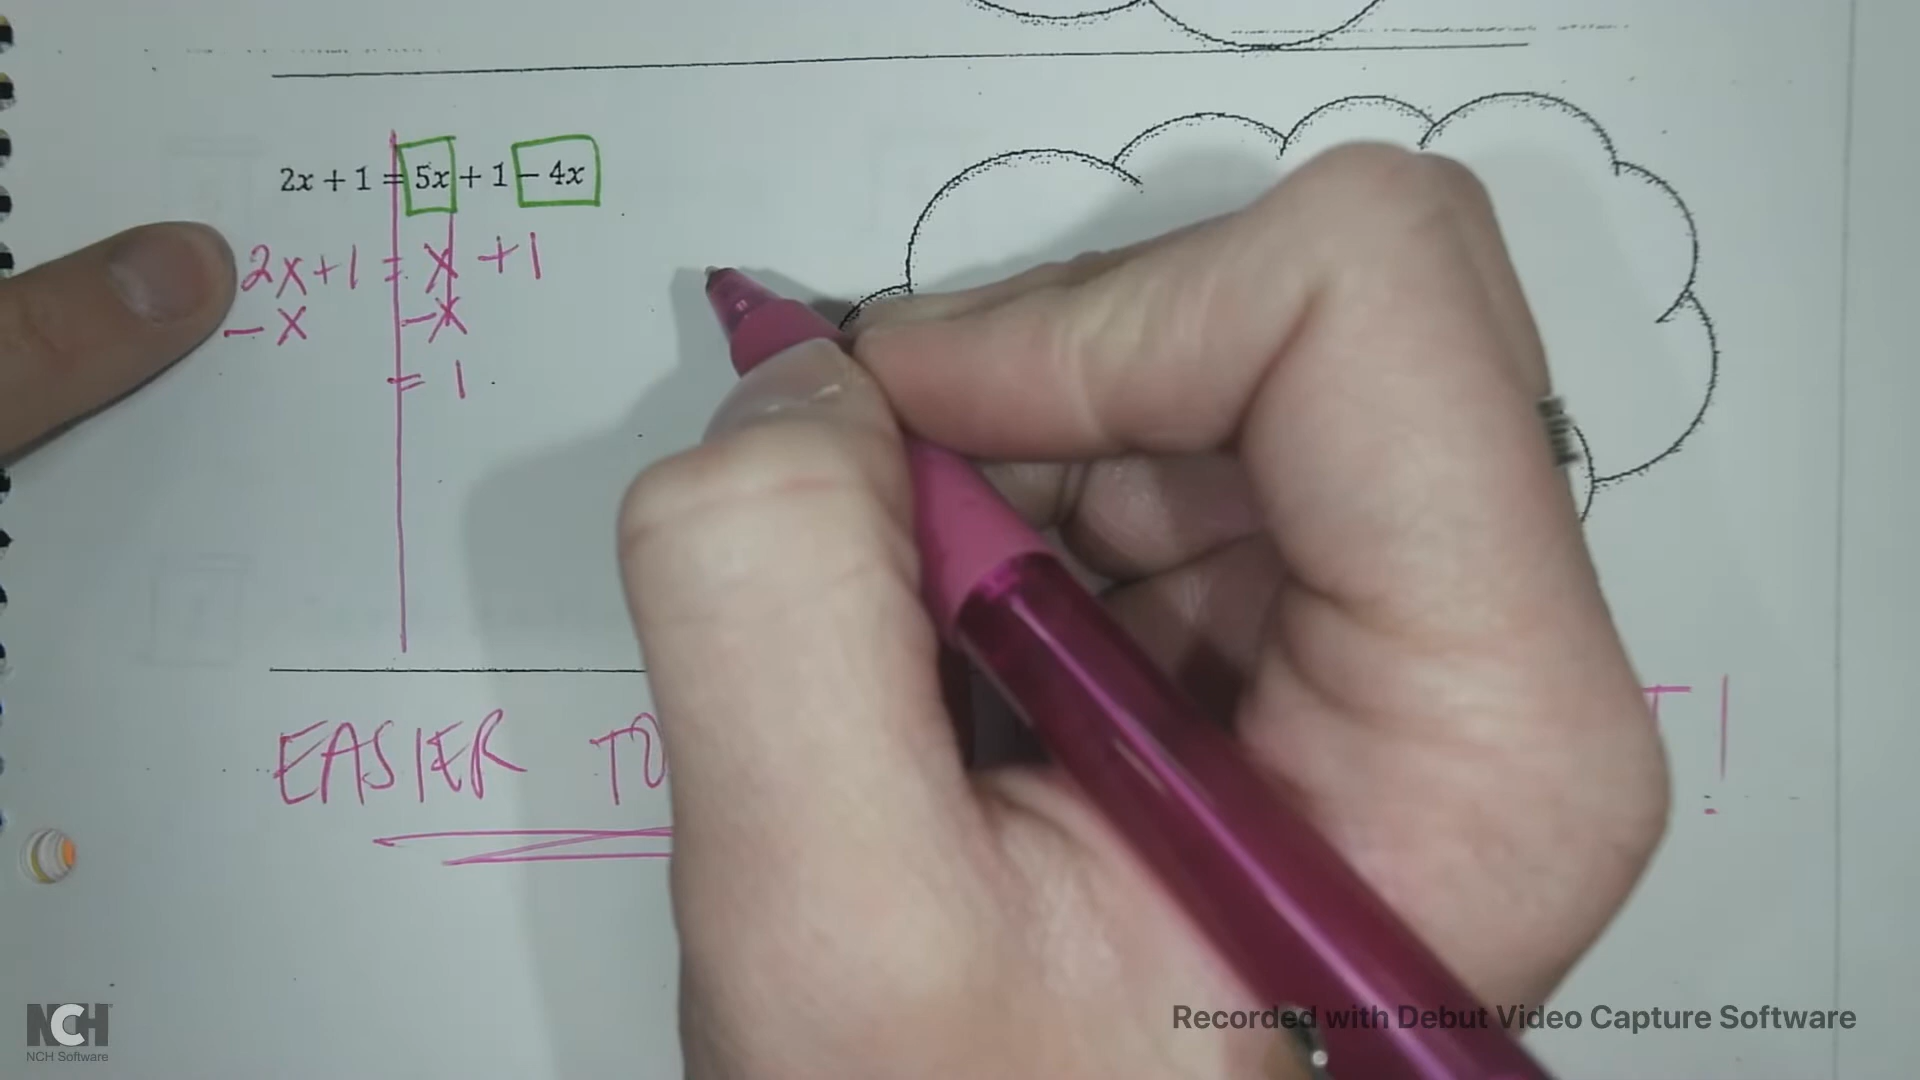 2x + 1 = 5x + 1 − 4x
2x+1 = x +1
−x −x
= 1
EASIER TO
!
NCH
NCH Software
Recorded with Debut Video Capture Software